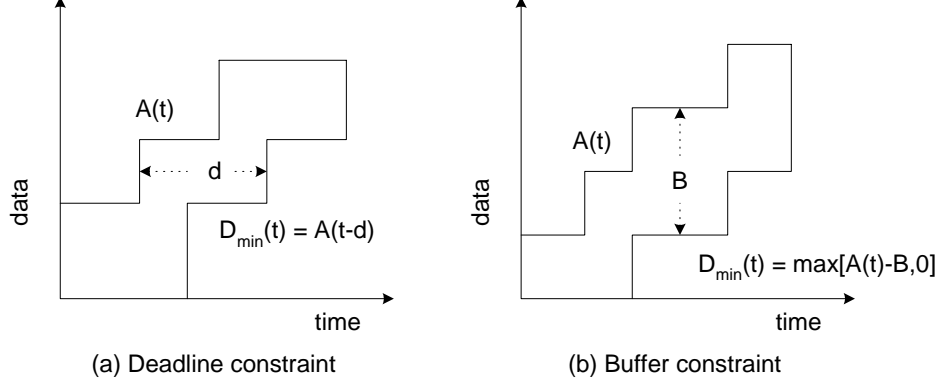 A(t)
d
data
D_min(t) = A(t-d)
time
(a) Deadline constraint
A(t)
B
data
D_min(t) = max[A(t)-B,0]
time
(b) Buffer constraint